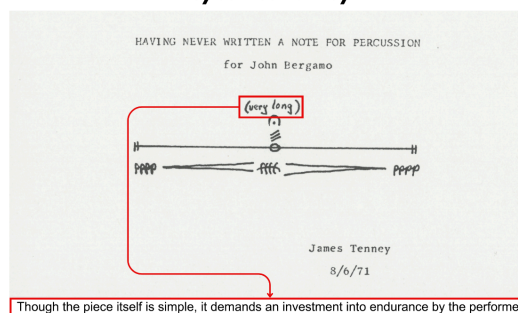 HAVING NEVER WRITTEN A NOTE FOR PERCUSSION
for John Bergamo
(very long)
pppp ffff pppp
James Tenney
8/6/71
Though the piece itself is simple, it demands an investment into endurance by the performe